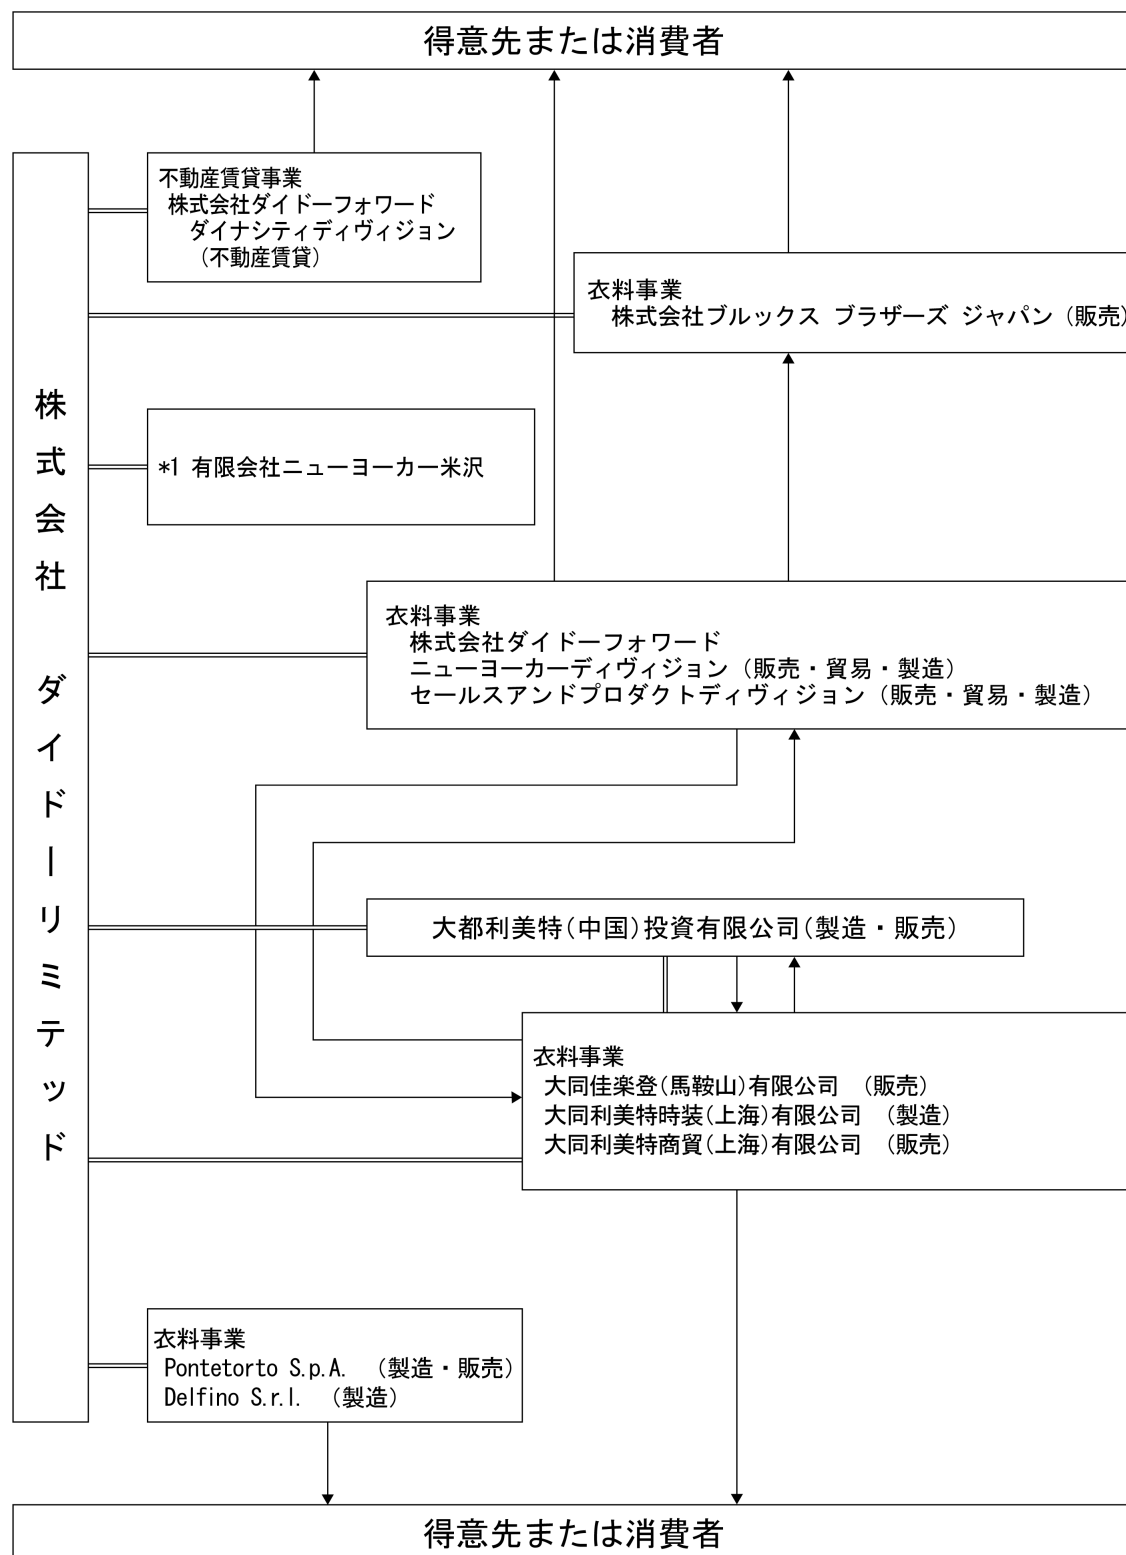 得意先または消費者
株式会社 ダイドーリミテッド
不動産賃貸事業
株式会社ダイドーフォワード
ダイナシティディヴィジョン
(不動産賃貸)
衣料事業
株式会社ブルックス ブラザーズ ジャパン(販売)
*1 有限会社ニューヨーカー米沢
衣料事業
株式会社ダイドーフォワード
ニューヨーカーディヴィジョン(販売・貿易・製造)
セールスアンドプロダクトディヴィジョン(販売・貿易・製造)
大都利美特(中国)投資有限公司(製造・販売)
衣料事業
大同佳楽登(馬鞍山)有限公司 (販売)
大同利美特時装(上海)有限公司 (製造)
大同利美特商貿(上海)有限公司 (販売)
衣料事業
Pontetorto S.p.A. (製造・販売)
Delfino S.r.l. (製造)
得意先または消費者